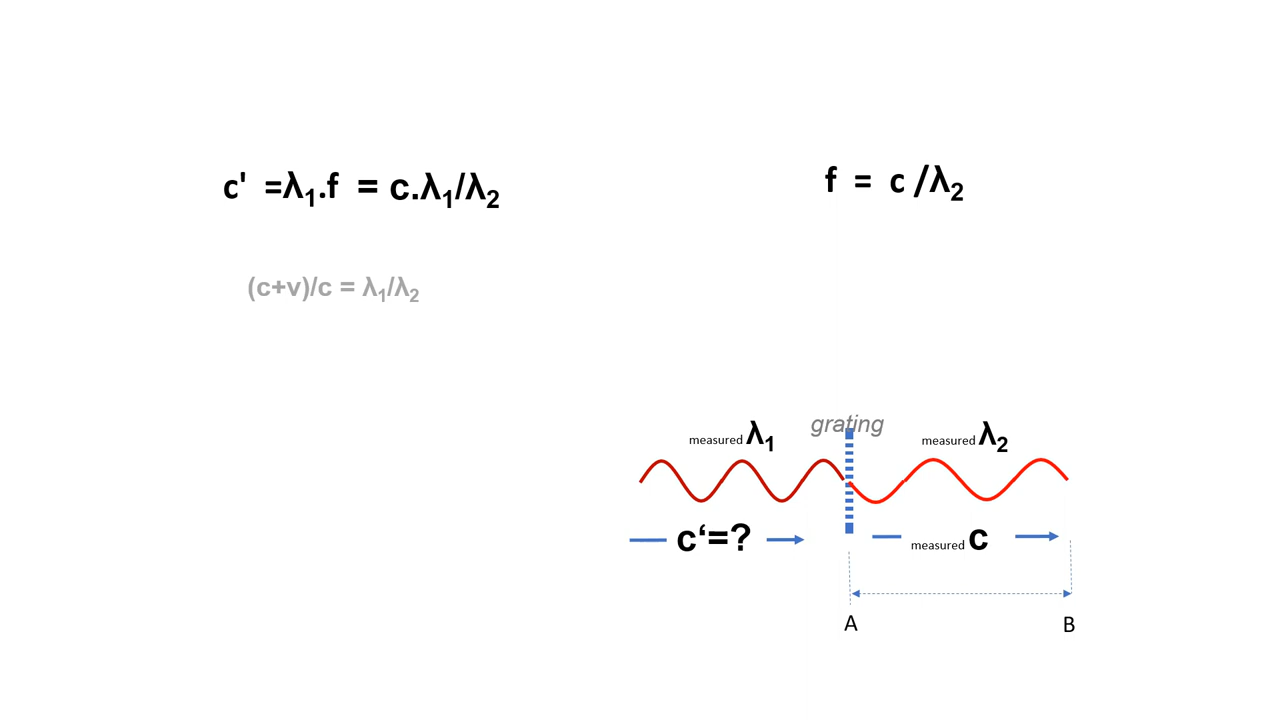 c' =λ₁.f = c.λ₁/λ₂
f = c /λ₂
(c+v)/c = λ₁/λ₂
grating
measured λ₁
measured λ₂
c‘=?
measured c
A
B